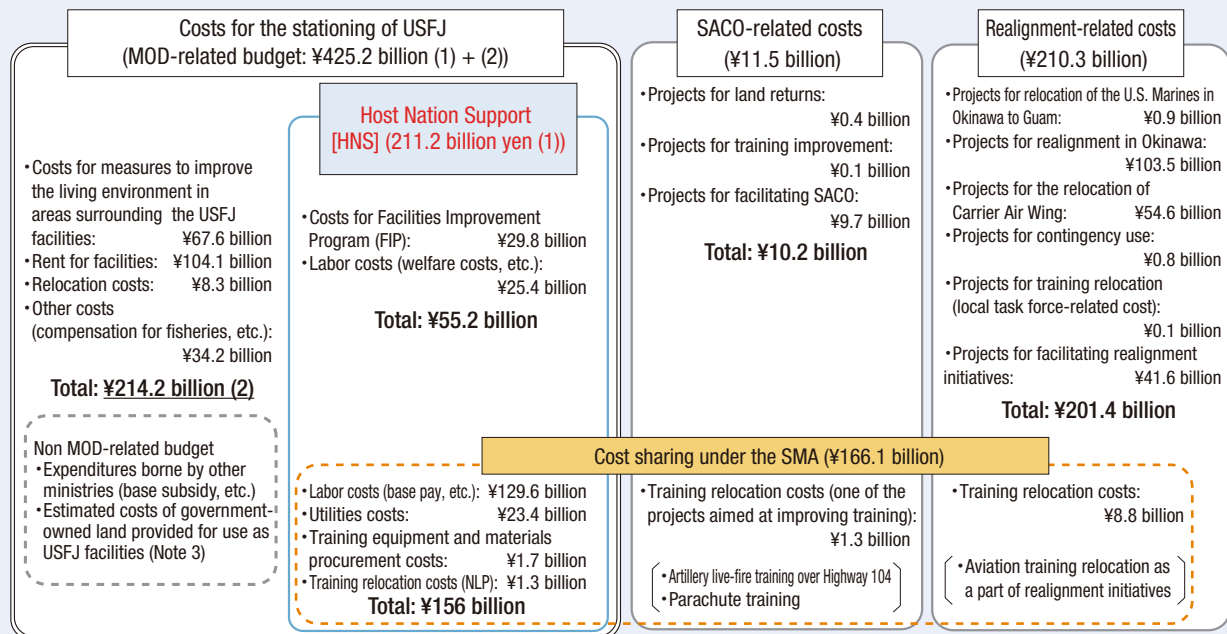 Costs for the stationing of USFJ
(MOD-related budget: ¥425.2 billion (1) + (2))
Host Nation Support
[HNS] (211.2 billion yen (1))
•Costs for measures to improve
the living environment in
areas surrounding the USFJ
facilities: ¥67.6 billion
•Rent for facilities: ¥104.1 billion
•Relocation costs: ¥8.3 billion
•Other costs
(compensation for fisheries, etc.):
¥34.2 billion
Total: ¥214.2 billion (2)
Non MOD-related budget
•Expenditures borne by other
ministries (base subsidy, etc.)
•Estimated costs of government-
owned land provided for use as
USFJ facilities (Note 3)
•Costs for Facilities Improvement
Program (FIP): ¥29.8 billion
•Labor costs (welfare costs, etc.):
¥25.4 billion
Total: ¥55.2 billion
SACO-related costs
(¥11.5 billion)
•Projects for land returns:
¥0.4 billion
•Projects for training improvement:
¥0.1 billion
•Projects for facilitating SACO:
¥9.7 billion
Total: ¥10.2 billion
Realignment-related costs
(¥210.3 billion)
•Projects for relocation of the U.S. Marines in
Okinawa to Guam: ¥0.9 billion
•Projects for realignment in Okinawa:
¥103.5 billion
•Projects for the relocation of
Carrier Air Wing: ¥54.6 billion
•Projects for contingency use:
¥0.8 billion
•Projects for training relocation
(local task force-related cost):
¥0.1 billion
•Projects for facilitating realignment
initiatives: ¥41.6 billion
Total: ¥201.4 billion
Cost sharing under the SMA (¥166.1 billion)
•Labor costs (base pay, etc.): ¥129.6 billion
•Utilities costs: ¥23.4 billion
•Training equipment and materials
procurement costs: ¥1.7 billion
•Training relocation costs (NLP): ¥1.3 billion
Total: ¥156 billion
•Training relocation costs (one of the
projects aimed at improving training):
¥1.3 billion
•Artillery live-fire training over Highway 104
•Parachute training
•Training relocation costs:
¥8.8 billion
•Aviation training relocation as
a part of realignment initiatives